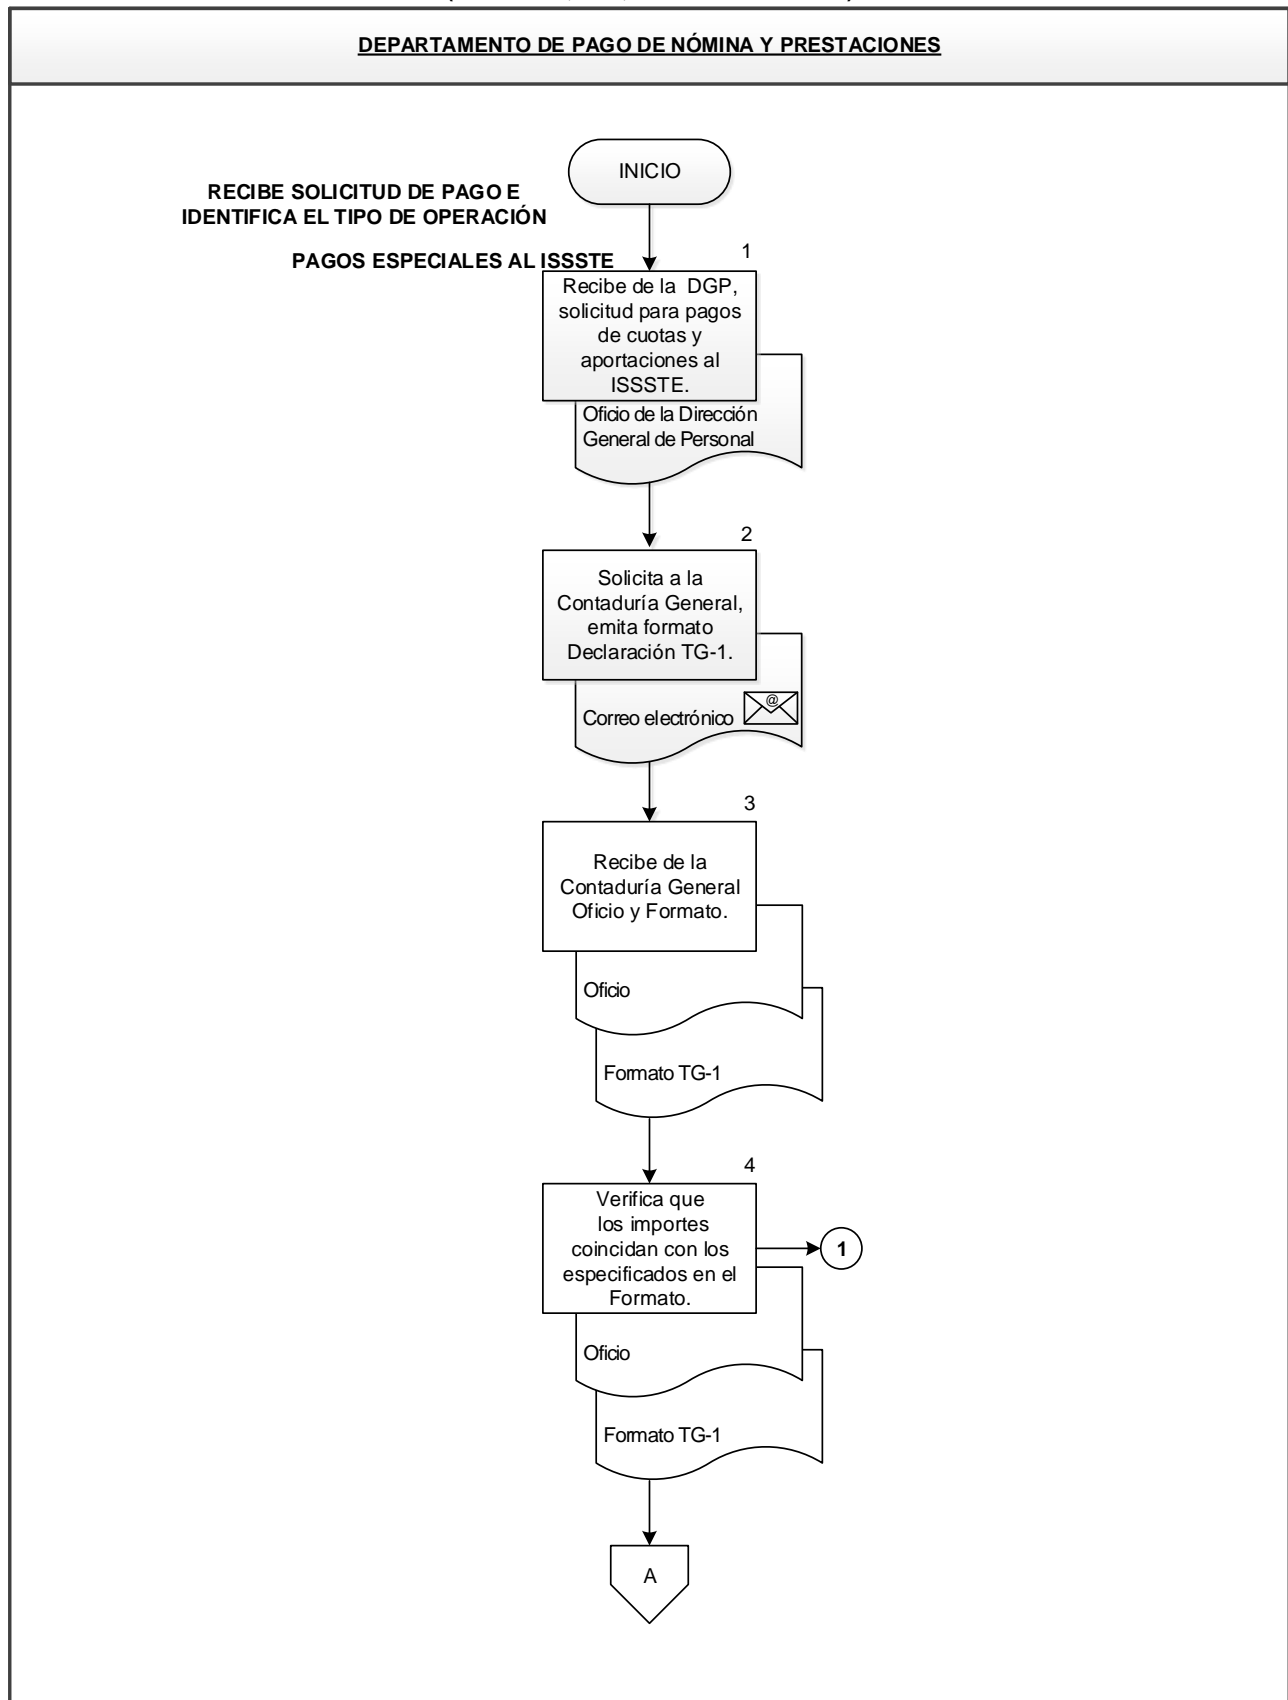 DEPARTAMENTO DE PAGO DE NÓMINA Y PRESTACIONES
INICIO
RECIBE SOLICITUD DE PAGO E
IDENTIFICA EL TIPO DE OPERACIÓN
PAGOS ESPECIALES AL ISSSTE
1
Recibe de la DGP,
solicitud para pagos
de cuotas y
aportaciones al
ISSSTE.
Oficio de la Dirección
General de Personal
2
Solicita a la
Contaduría General,
emita formato
Declaración TG-1.
Correo electrónico
@
3
Recibe de la
Contaduría General
Oficio y Formato.
Oficio
Formato TG-1
4
Verifica que
los importes
coincidan con los
especificados en el
Formato.
1
Oficio
Formato TG-1
A